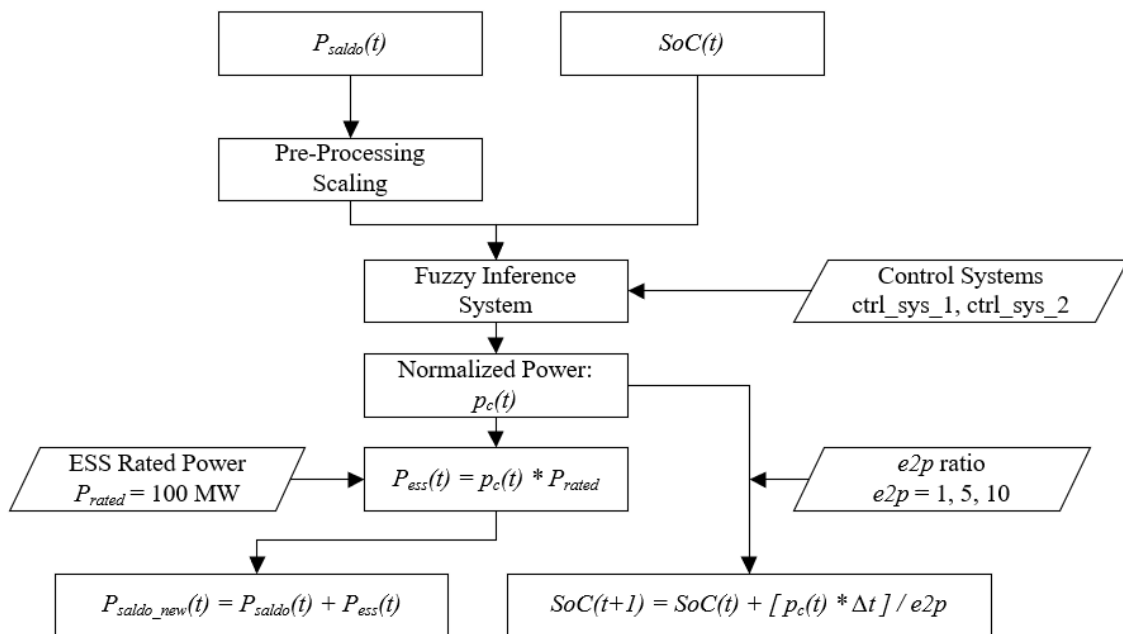 P_saldo(t)
SoC(t)
Pre-Processing
Scaling
Fuzzy Inference
System
Control Systems
ctrl_sys_1, ctrl_sys_2
Normalized Power:
p_c(t)
ESS Rated Power
P_rated = 100 MW
P_ess(t) = p_c(t) * P_rated
e2p ratio
e2p = 1, 5, 10
P_saldo_new(t) = P_saldo(t) + P_ess(t)
SoC(t+1) = SoC(t) + [ p_c(t) * Δt ] / e2p